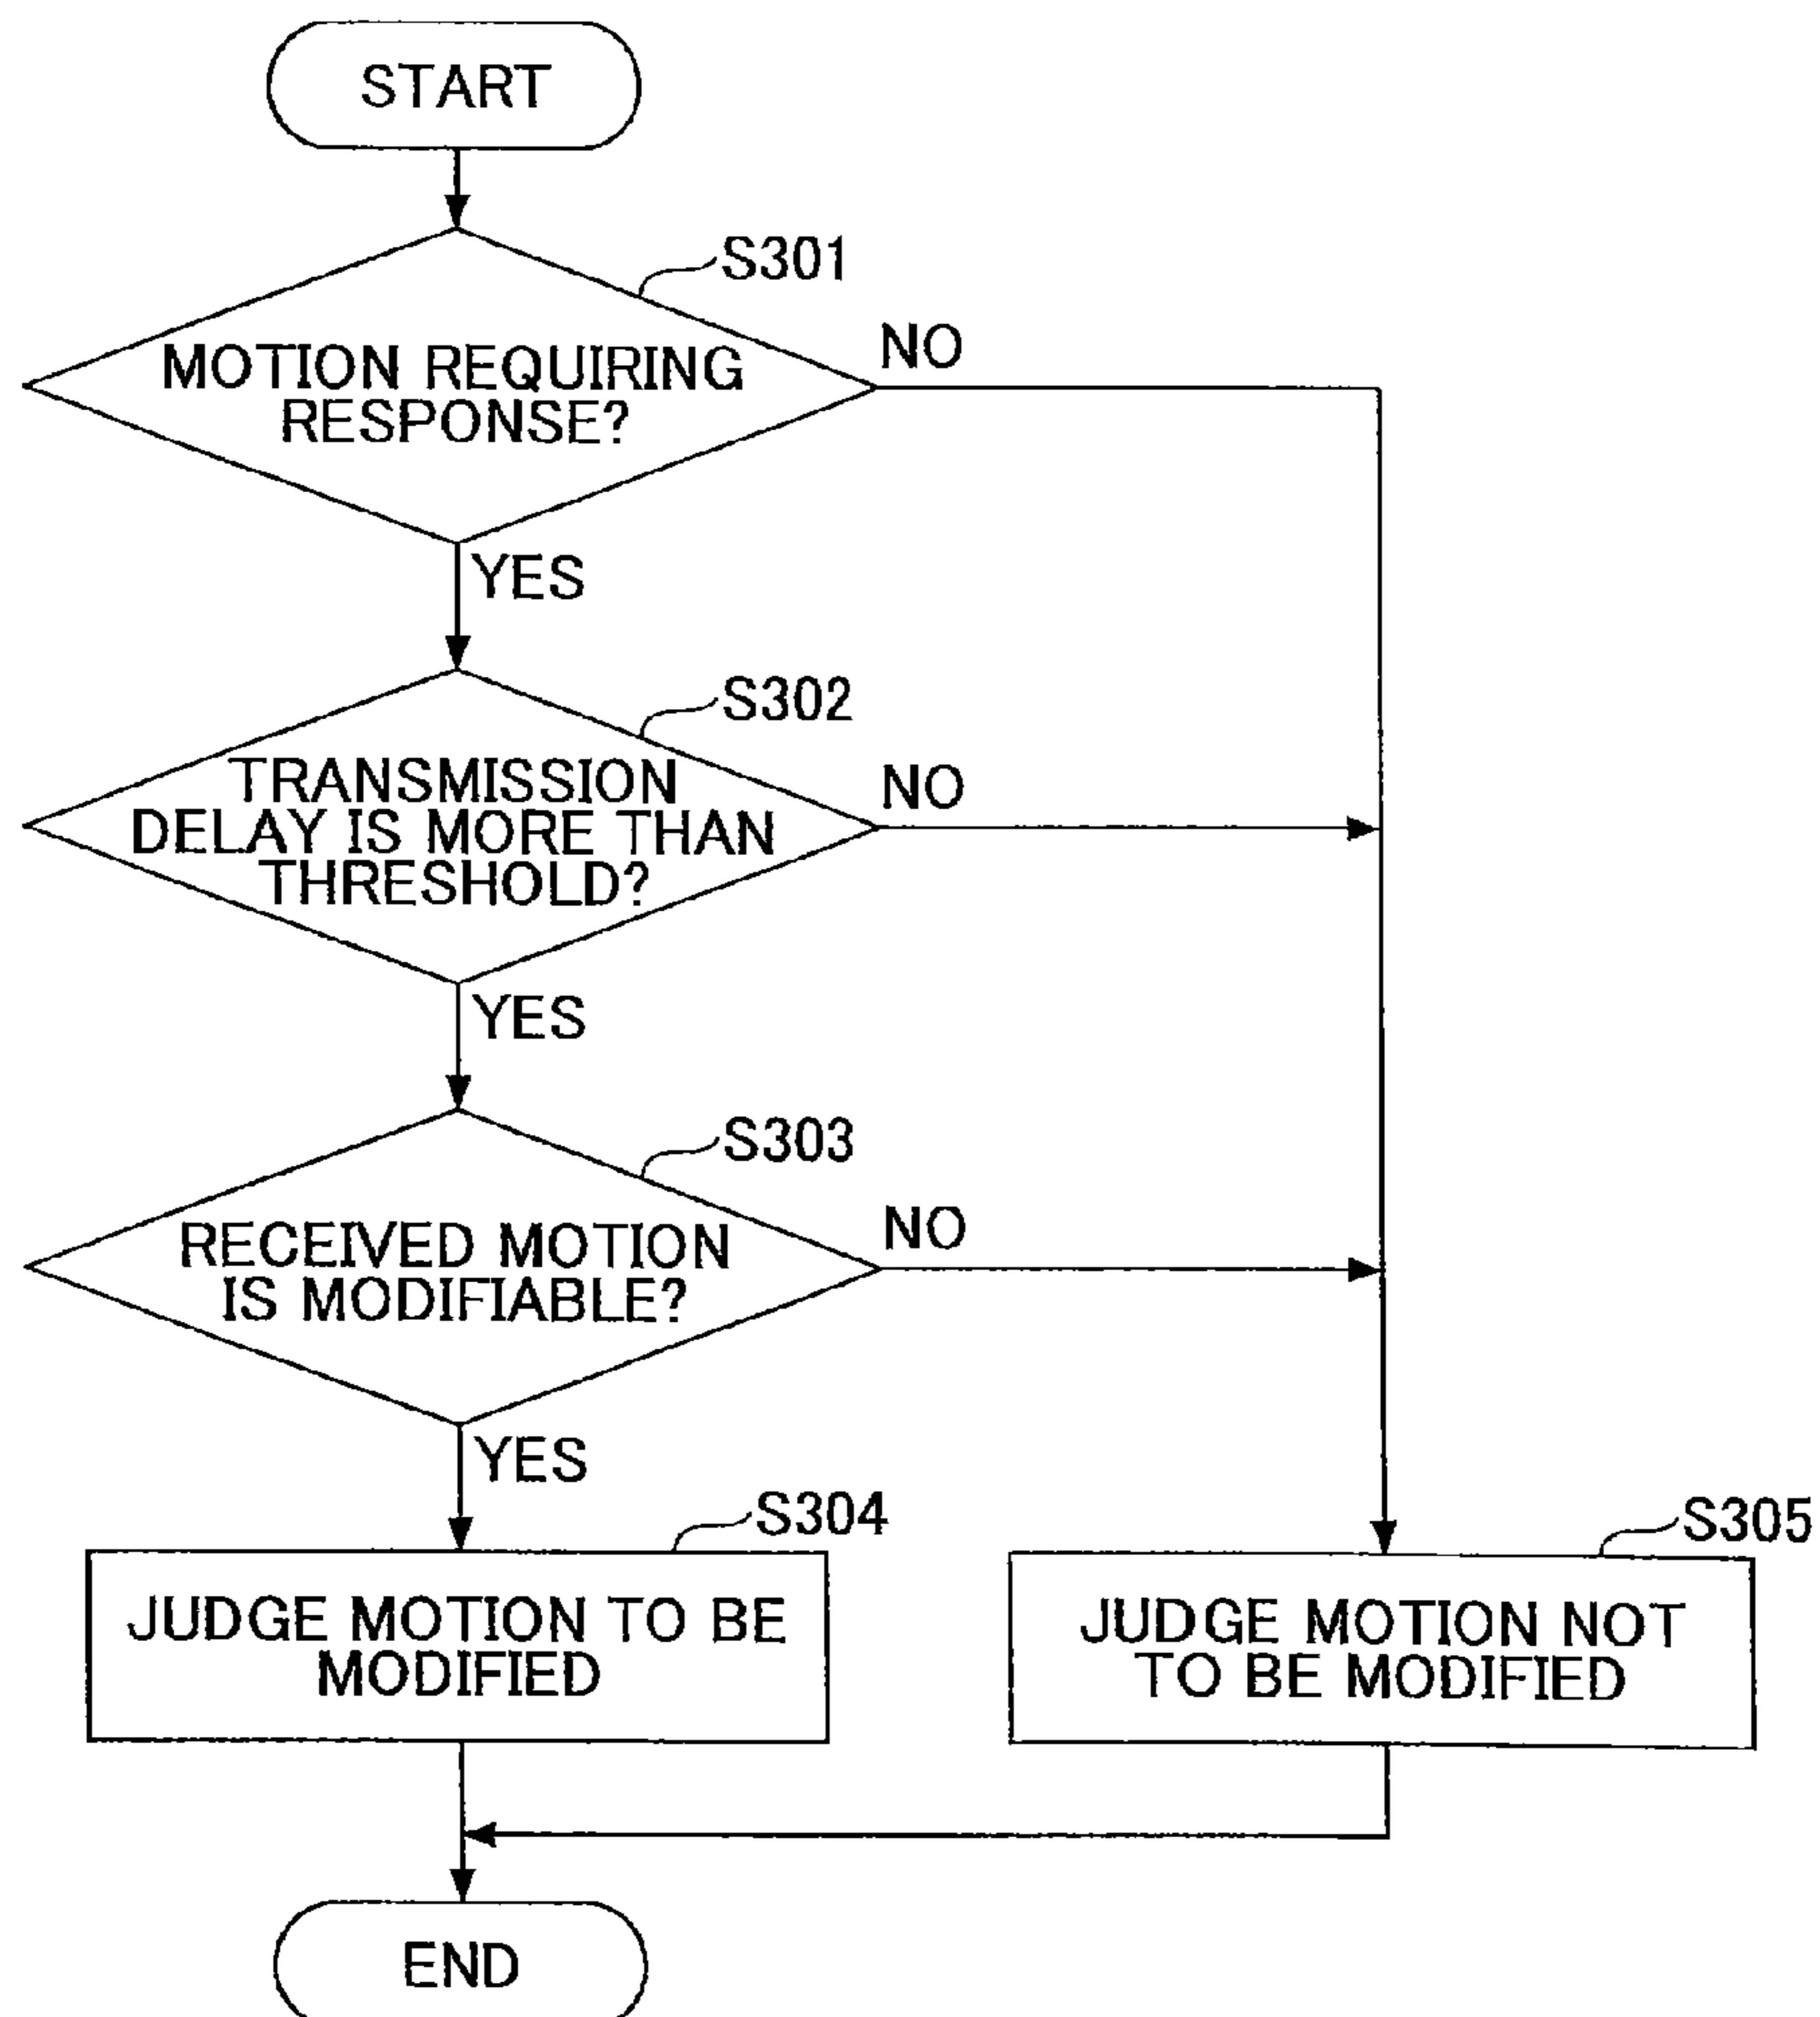 START
S301
MOTION REQUIRING
RESPONSE?
NO
YES
S302
TRANSMISSION
DELAY IS MORE THAN
THRESHOLD?
NO
YES
S303
RECEIVED MOTION
IS MODIFIABLE?
NO
YES
S304
JUDGE MOTION TO BE
MODIFIED
S305
JUDGE MOTION NOT
TO BE MODIFIED
END